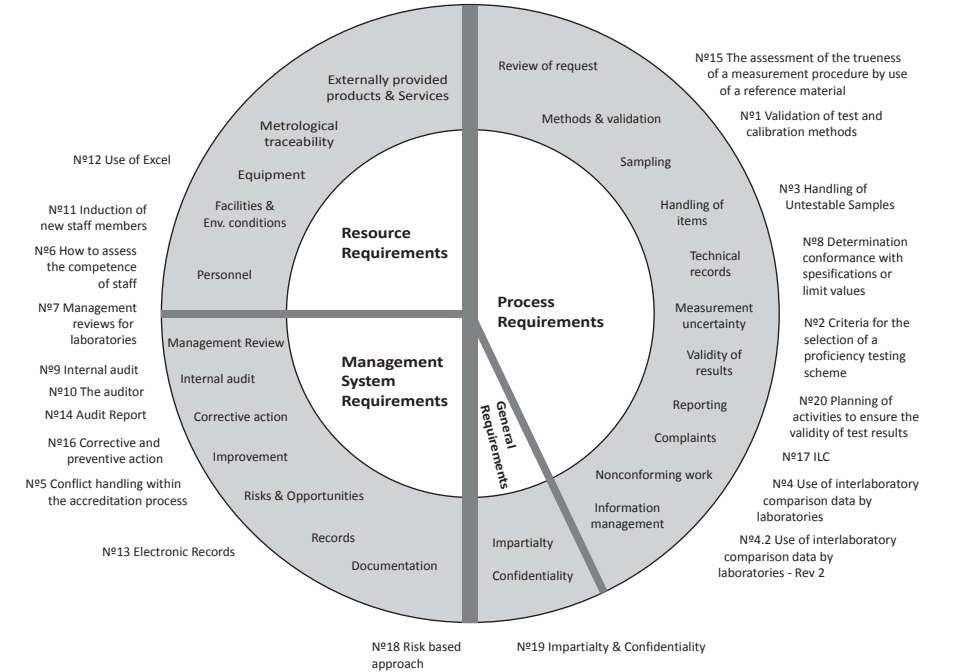 Externally provided
products & Services
Metrological
traceability
Equipment
Facilities &
Env. conditions
Personnel
Resource
Requirements
Nº12 Use of Excel
Nº11 Induction of
new staff members
Nº6 How to assess
the competence
of staff
Nº7 Management
reviews for
laboratories
Nº9 Internal audit
Nº10 The auditor
Nº14 Audit Report
Nº16 Corrective and
preventive action
Nº5 Conflict handling within
the accreditation process
Nº13 Electronic Records
Management Review
Internal audit
Corrective action
Improvement
Risks & Opportunities
Records
Documentation
Management
System
Requirements
Nº18 Risk based
approach
General
Requirements
Impartialty
Confidentiality
Nº19 Impartialty & Confidentiality
Process
Requirements
Review of request
Methods & validation
Sampling
Handling of
items
Technical
records
Measurement
uncertainty
Validity of
results
Reporting
Complaints
Nonconforming work
Information
management
Nº15 The assessment of the trueness
of a measurement procedure by use
of a reference material
Nº1 Validation of test and
calibration methods
Nº3 Handling of
Untestable Samples
Nº8 Determination
conformance with
spesifications or
limit values
Nº2 Criteria for the
selection of a
proficiency testing
scheme
Nº20 Planning of
activities to ensure the
validity of test results
Nº17 ILC
Nº4 Use of interlaboratory
comparison data by
laboratories
Nº4.2 Use of interlaboratory
comparison data by
laboratories - Rev 2